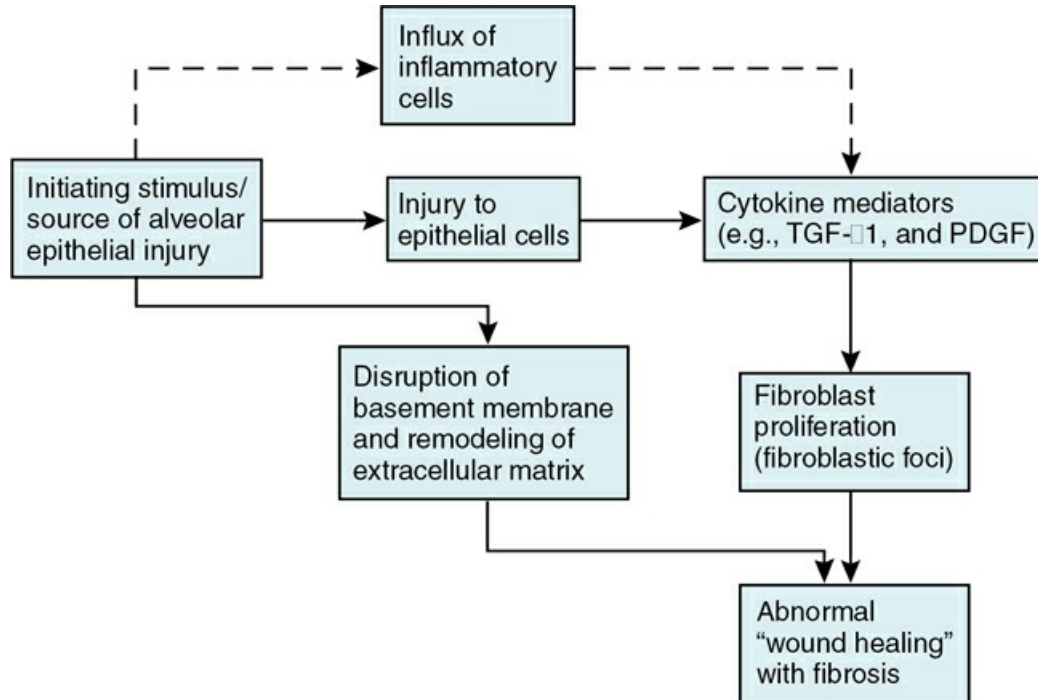 Influx of
inflammatory
cells
Initiating stimulus/
source of alveolar
epithelial injury
Injury to
epithelial cells
Cytokine mediators
(e.g., TGF-□1, and PDGF)
Disruption of
basement membrane
and remodeling of
extracellular matrix
Fibroblast
proliferation
(fibroblastic foci)
Abnormal
“wound healing”
with fibrosis